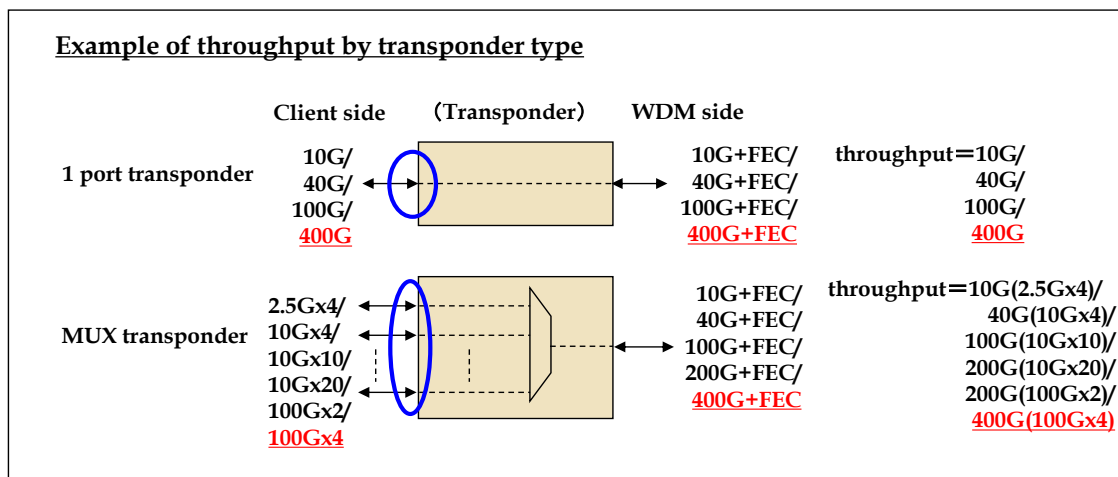 Example of throughput by transponder type
Client side (Transponder) WDM side
1 port transponder
10G/
40G/
100G/
400G
10G+FEC/
40G+FEC/
100G+FEC/
400G+FEC
throughput=10G/
40G/
100G/
400G
MUX transponder
2.5Gx4/
10Gx4/
10Gx10/
10Gx20/
100Gx2/
100Gx4
10G+FEC/
40G+FEC/
100G+FEC/
200G+FEC/
400G+FEC
throughput=10G(2.5Gx4)/
40G(10Gx4)/
100G(10Gx10)/
200G(10Gx20)/
200G(100Gx2)/
400G(100Gx4)